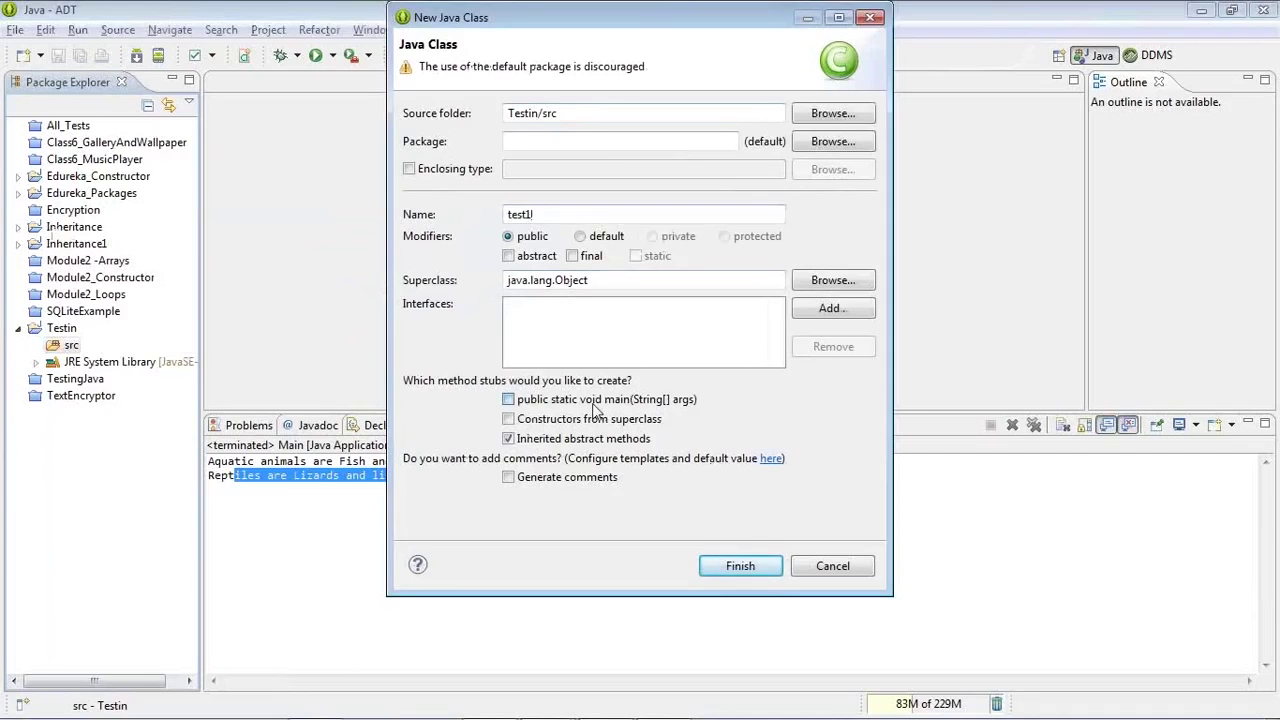 Java - ADT
New Java Class
File Edit Run Source Navigate Search Project Refactor Window
Java Class
The use of the default package is discouraged.
Java DDMS
Package Explorer
Outline
An outline is not available.
Source folder: Testin/src Browse...
Package: (default) Browse...
Enclosing type: Browse...
Name: test1
Modifiers: public default private protected
abstract final static
Superclass: java.lang.Object Browse...
Interfaces: Add...
Remove
Which method stubs would you like to create?
public static void main(String[] args)
Constructors from superclass
Inherited abstract methods
Do you want to add comments? (Configure templates and default value here)
Generate comments
Finish Cancel
All_Tests
Class6_GalleryAndWallpaper
Class6_MusicPlayer
Edureka_Constructor
Edureka_Packages
Encryption
Inheritance
Inheritance1
Module2 -Arrays
Module2_Constructor
Module2_Loops
SQLiteExample
Testin
src
JRE System Library [JavaSE-
TestingJava
TextEncryptor
Problems @ Javadoc Decl
<terminated> Main [Java Application]
Aquatic animals are Fish an
Reptiles are Lizards and li
src - Testin
83M of 229M